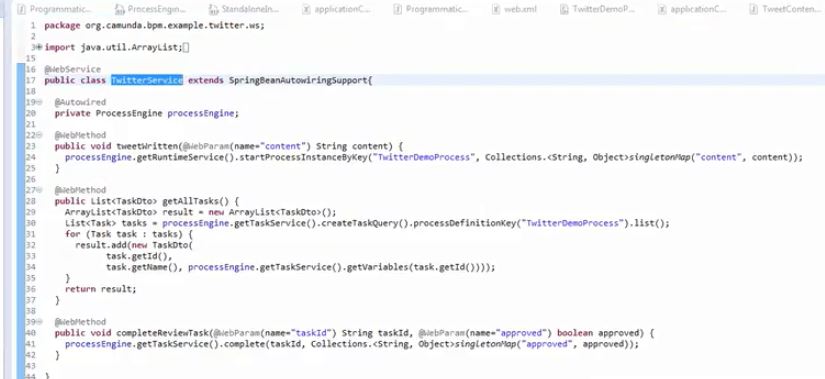 Programmatic... ProcessEngin... StandaloneIn... applicationC... Programmatic... web.xml TwitterDemoP... applicationC... TweetConten...
1 package org.camunda.bpm.example.twitter.ws;
2
3 import java.util.ArrayList;
15
16 @WebService
17 public class TwitterService extends SpringBeanAutowiringSupport{
18
19 @Autowired
20 private ProcessEngine processEngine;
21
22 @WebMethod
23 public void tweetWritten(@WebParam(name="content") String content) {
24 processEngine.getRuntimeService().startProcessInstanceByKey("TwitterDemoProcess", Collections.<String, Object>singletonMap("content", content));
25 }
26
27 @WebMethod
28 public List<TaskDto> getAllTasks() {
29 ArrayList<TaskDto> result = new ArrayList<TaskDto>();
30 List<Task> tasks = processEngine.getTaskService().createTaskQuery().processDefinitionKey("TwitterDemoProcess").list();
31 for (Task task : tasks) {
32 result.add(new TaskDto(
33 task.getId(),
34 task.getName(), processEngine.getTaskService().getVariables(task.getId())));
35 }
36 return result;
37 }
38
39 @WebMethod
40 public void completeReviewTask(@WebParam(name="taskId") String taskId, @WebParam(name="approved") boolean approved) {
41 processEngine.getTaskService().complete(taskId, Collections.<String, Object>singletonMap("approved", approved));
42 }
43
44 }